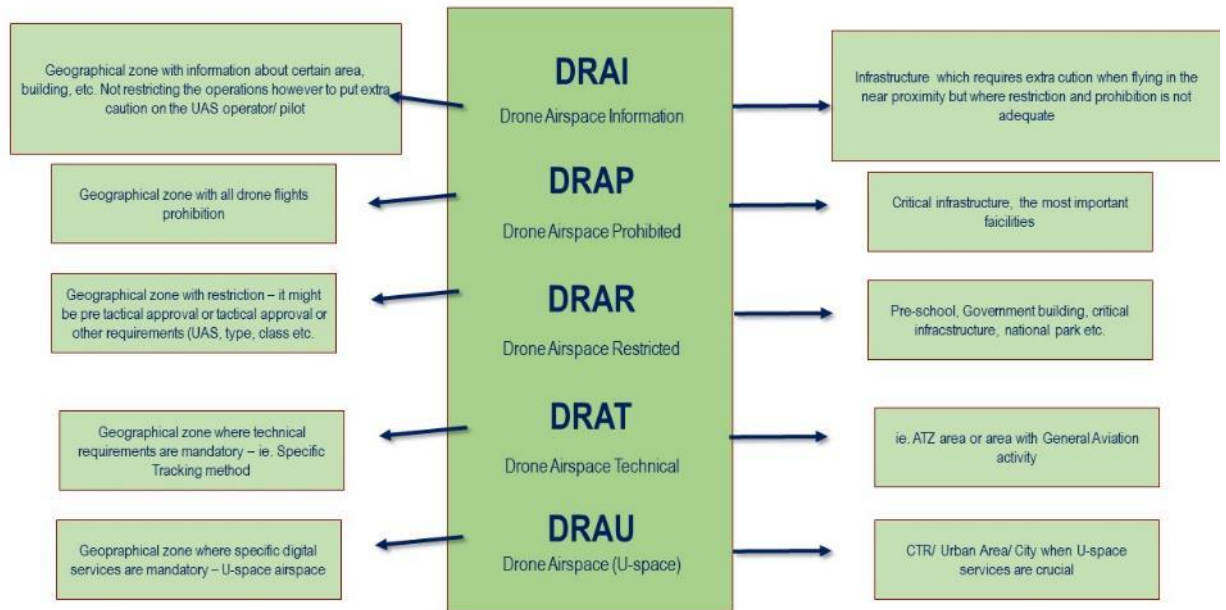 Geographical zone with information about certain area,
building, etc. Not restricting the operations however to put extra
caution on the UAS operator/ pilot
DRAI
Drone Airspace Information
Infrastructure which requires extra cution when flying in the
near proximity but where restriction and prohibition is not
adequate
Geographical zone with all drone flights
prohibition
DRAP
Drone Airspace Prohibited
Critical infrastructure, the most important
faicilities
Geographical zone with restriction – it might
be pre tactical approval or tactical approval or
other requirements (UAS, type, class etc.
DRAR
Drone Airspace Restricted
Pre-school, Government building, critical
infracstructure, national park etc.
Geographical zone where technical
requirements are mandatory – ie. Specific
Tracking method
DRAT
Drone Airspace Technical
ie. ATZ area or area with General Aviation
activity
Geopraphical zone where specific digital
services are mandatory – U-space airspace
DRAU
Drone Airspace (U-space)
CTR/ Urban Area/ City when U-space
services are crucial